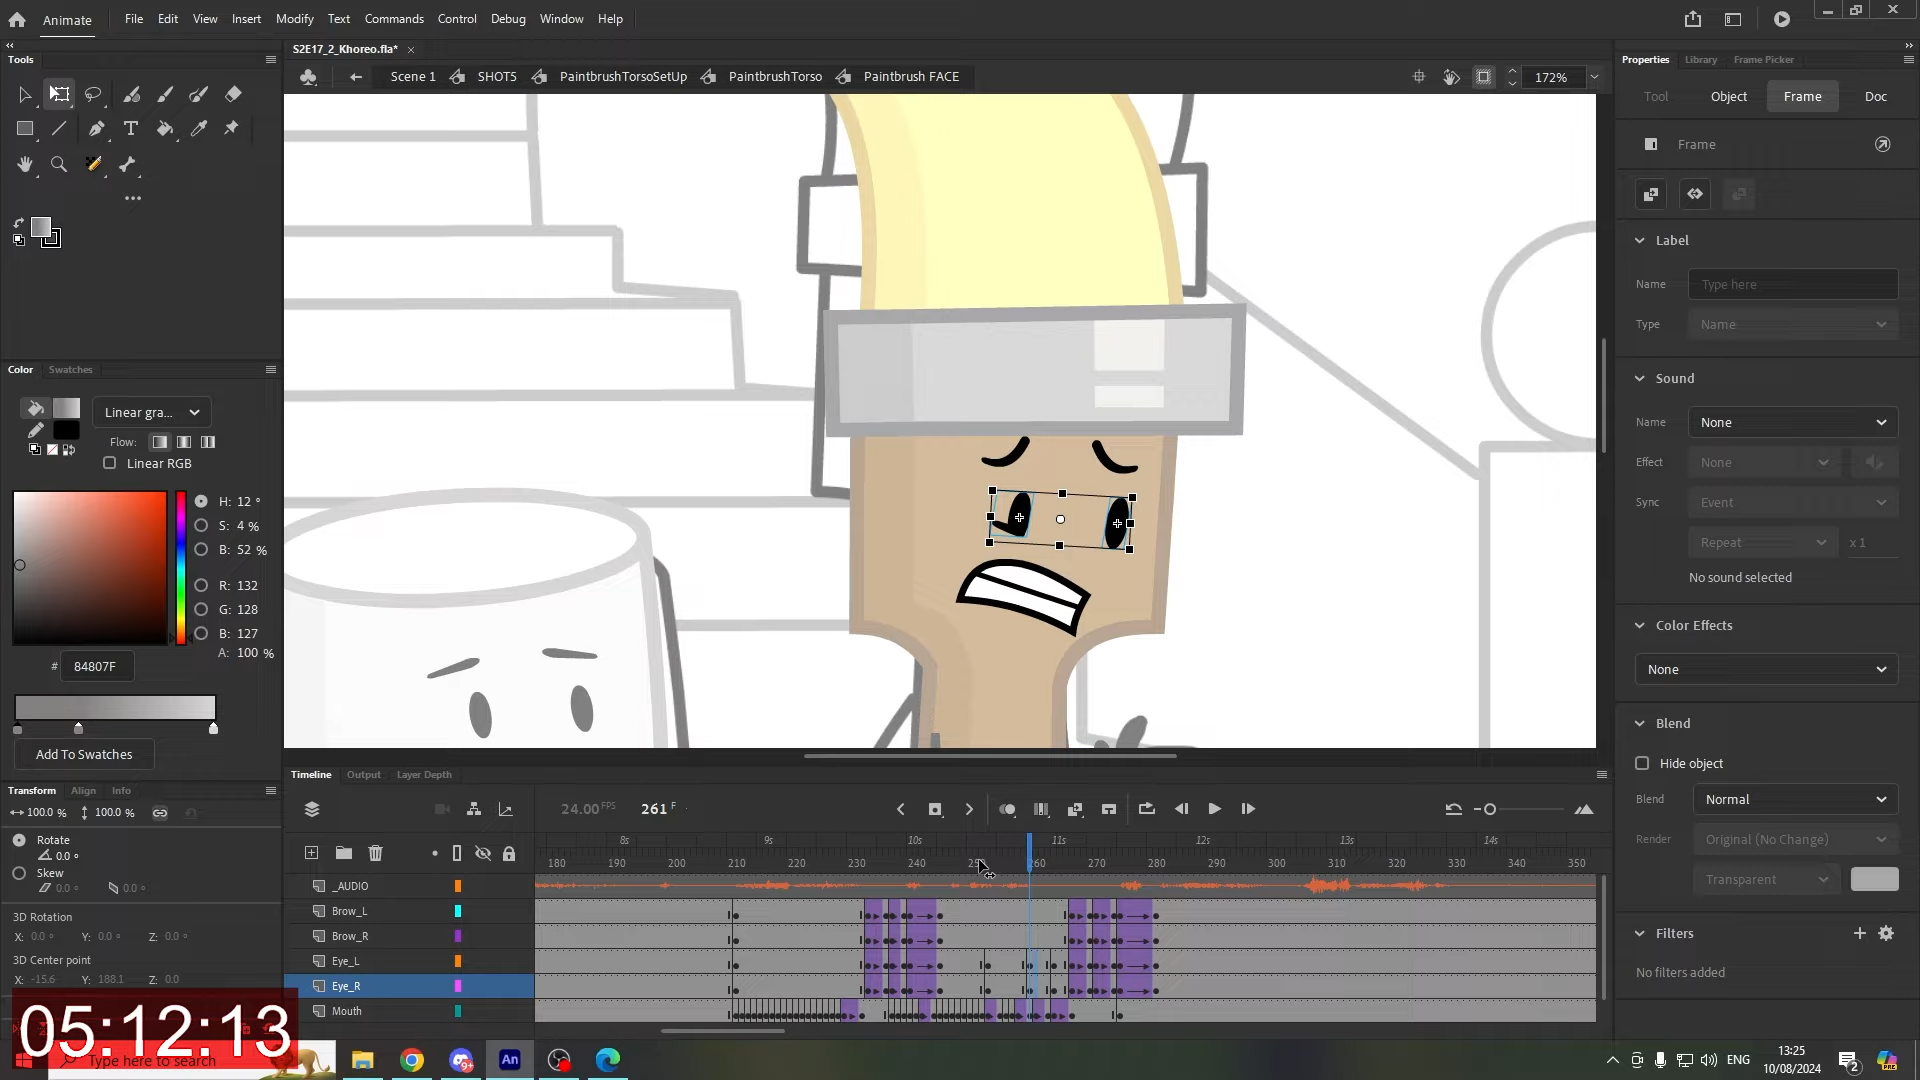 Animate File Edit View Insert Modify Text Commands Control Debug Window Help
Tools
S2E17_2_Khoreo.fla*
Scene 1 SHOTS PaintbrushTorsoSetUp PaintbrushTorso Paintbrush FACE
172%
Properties Library Frame Picker
Tool Object Frame Doc
Frame
Label
Name Type here
Type Name
Sound
Name None
Effect None
Sync Event
Repeat x 1
No sound selected
Color Effects
None
Blend
Hide object
Blend Normal
Render Original (No Change)
Transparent
Filters
No filters added
Color Swatches
Linear gra...
Flow:
Linear RGB
H: 12 °
S: 4 %
B: 52 %
R: 132
G: 128
B: 127
A: 100 %
# 84807F
Add To Swatches
Transform Align Info
100.0 % 100.0 %
Rotate
0.0 °
Skew
0.0 ° 0.0 °
3D Rotation
X: 0.0 ° Y: 0.0 ° Z: 0.0 °
3D Center point
X: -15.6 Y: 188.1 Z: 0.0
Timeline Output Layer Depth
24.00 FPS 261 F
8s 9s 10s 11s 12s 13s 14s
180 190 200 210 220 230 240 250 260 270 280 290 300 310 320 330 340 350
_AUDIO
Brow_L
Brow_R
Eye_L
Eye_R
Mouth
05:12:13
Type here to search
An
9+
ENG
13:25
10/08/2024
2
PRE